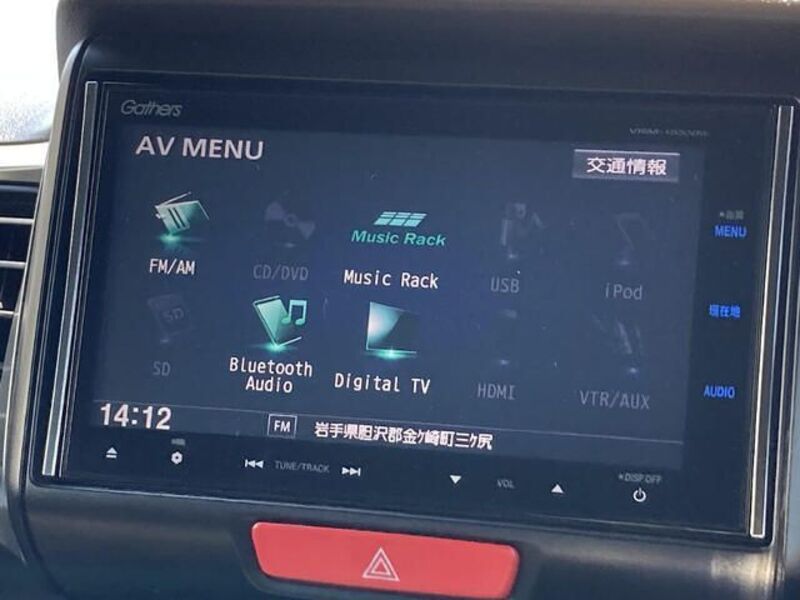 Gathers
AV MENU
交通情報
FM/AM
CD/DVD
Music Rack
Music Rack
USB
iPod
SD
SD
Bluetooth
Audio
Digital TV
HDMI
VTR/AUX
MENU
現在地
AUDIO
14:12
FM
岩手県胆沢郡金ケ崎町三ケ尻
TUNE/TRACK
VOL
DISP OFF